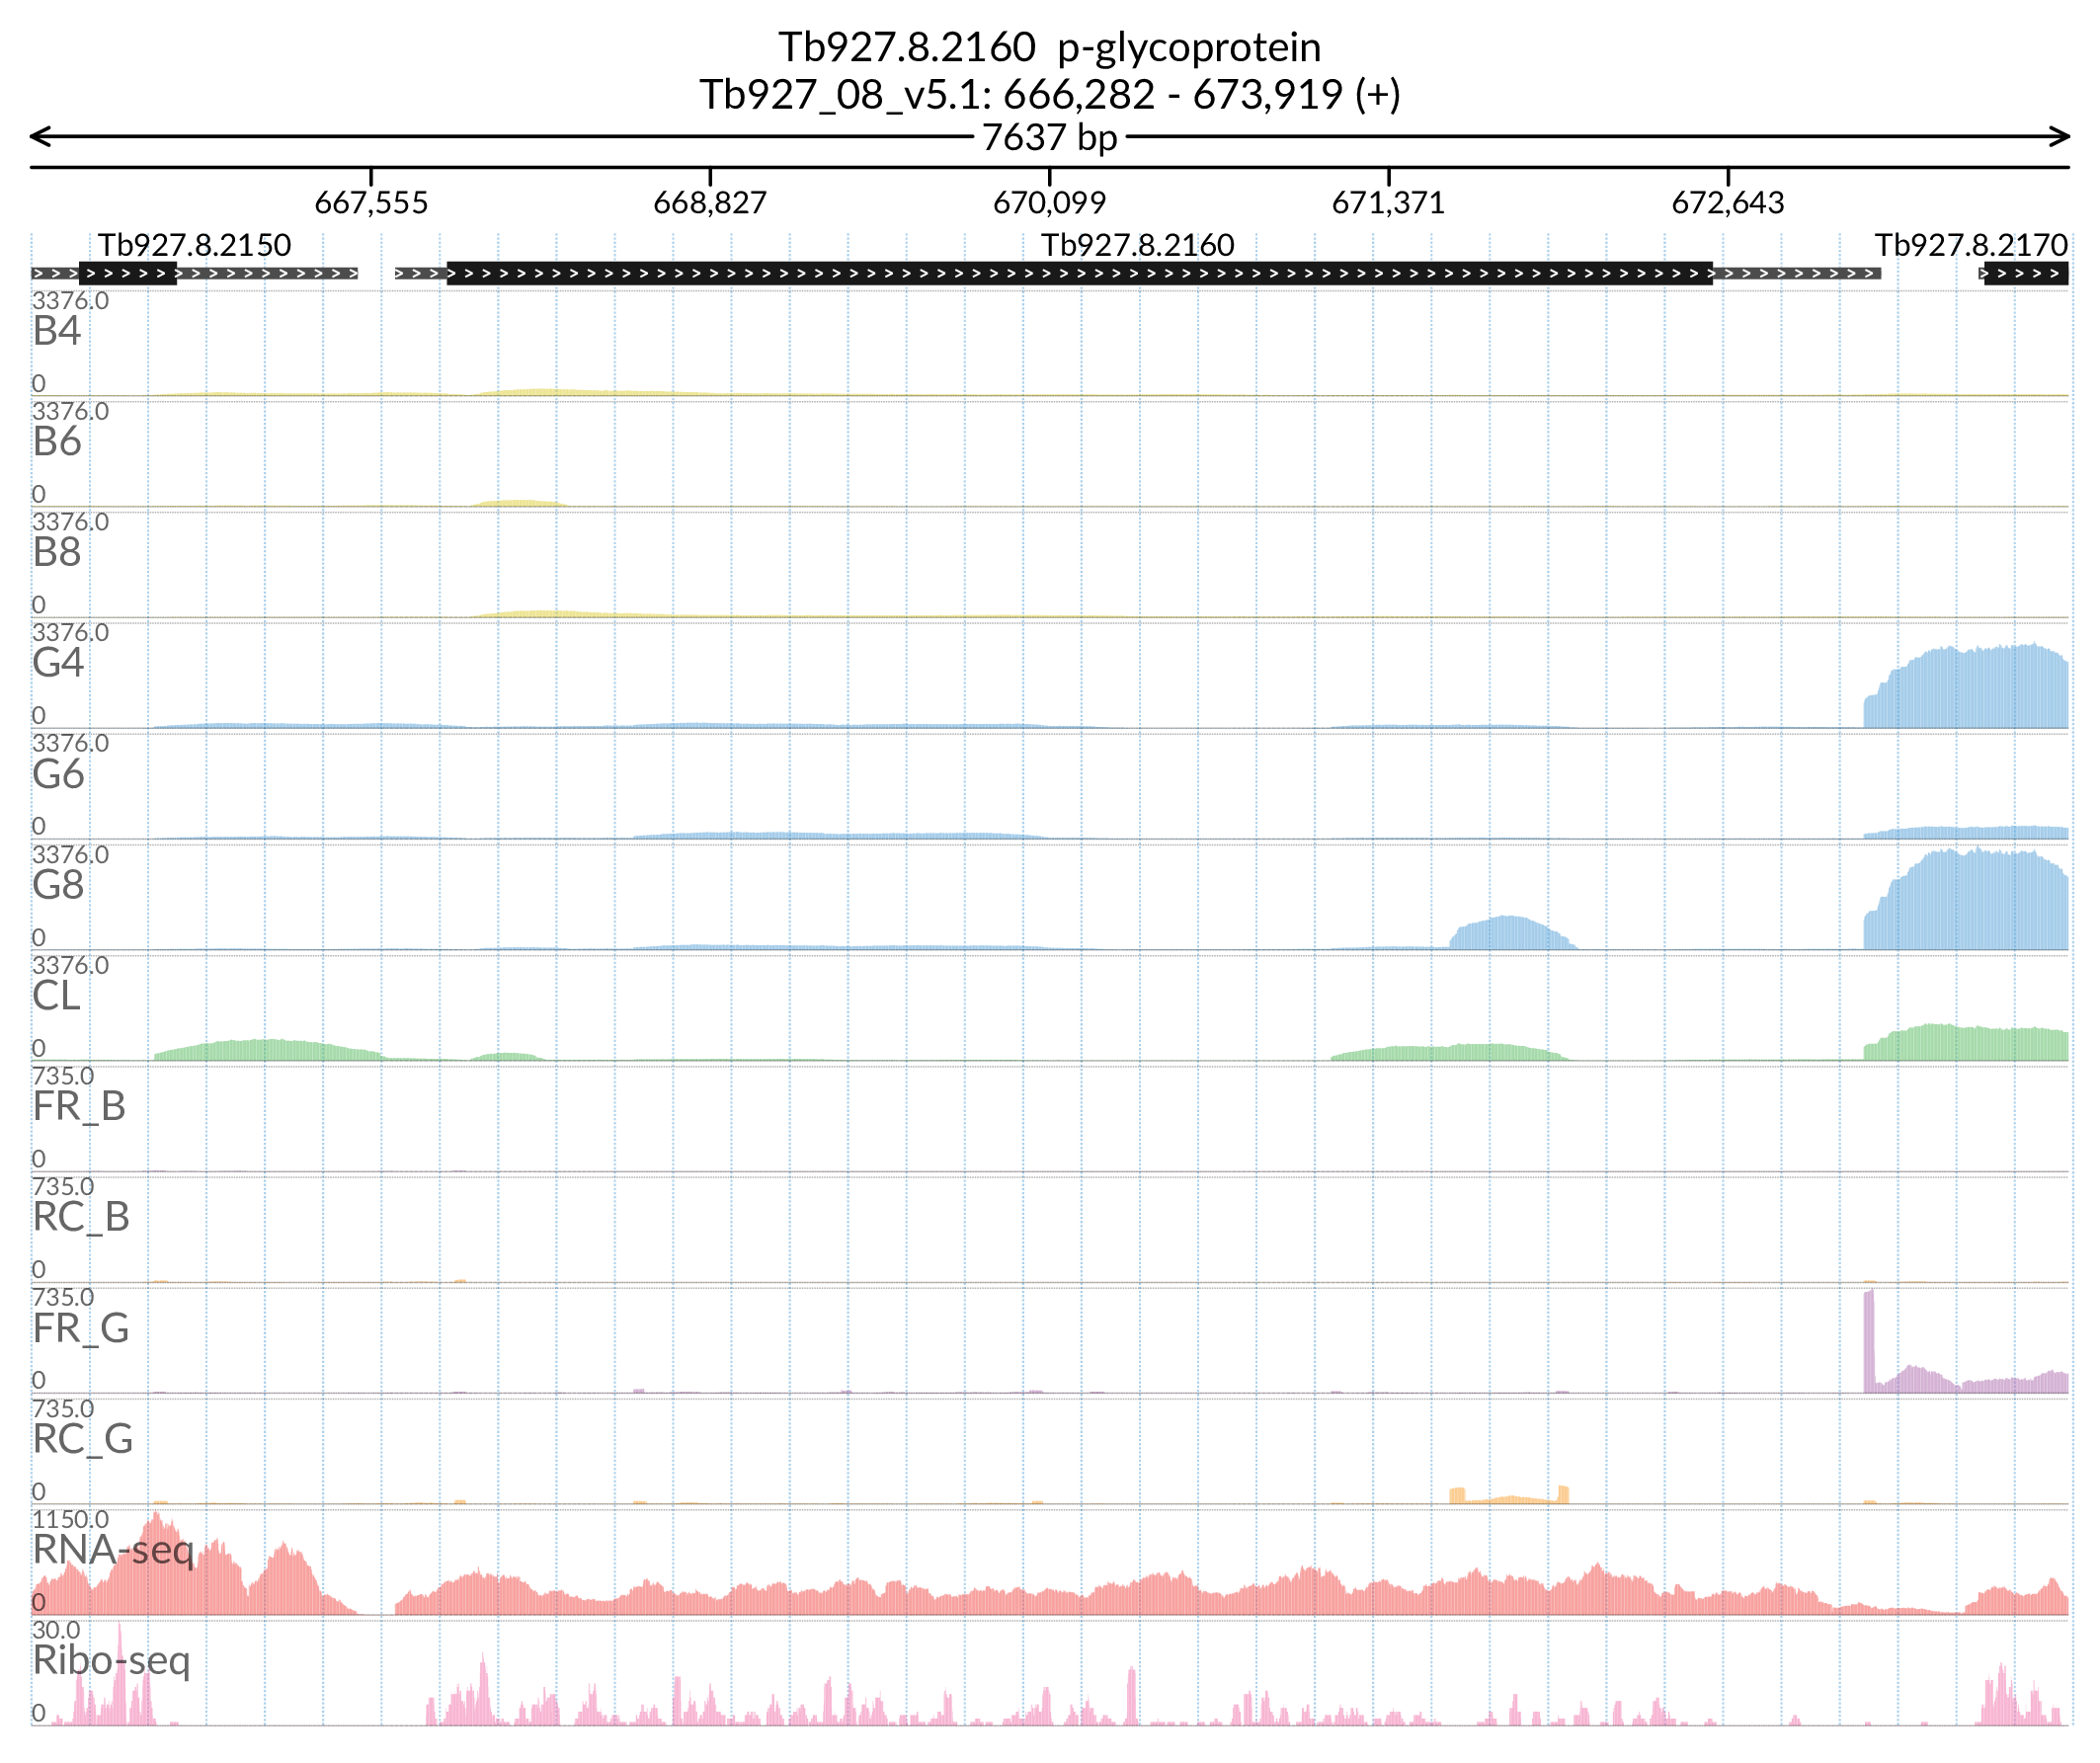 Tb927.8.2160 p-glycoprotein
Tb927_08_v5.1: 666,282 - 673,919 (+)
7637 bp
667,555 668,827 670,099 671,371 672,643
Tb927.8.2150 Tb927.8.2160 Tb927.8.2170
3376.0
B4
0
3376.0
B6
0
3376.0
B8
0
3376.0
G4
0
3376.0
G6
0
3376.0
G8
0
3376.0
CL
0
735.0
FR_B
0
735.0
RC_B
0
735.0
FR_G
0
735.0
RC_G
0
1150.0
RNA-seq
0
30.0
Ribo-seq
0